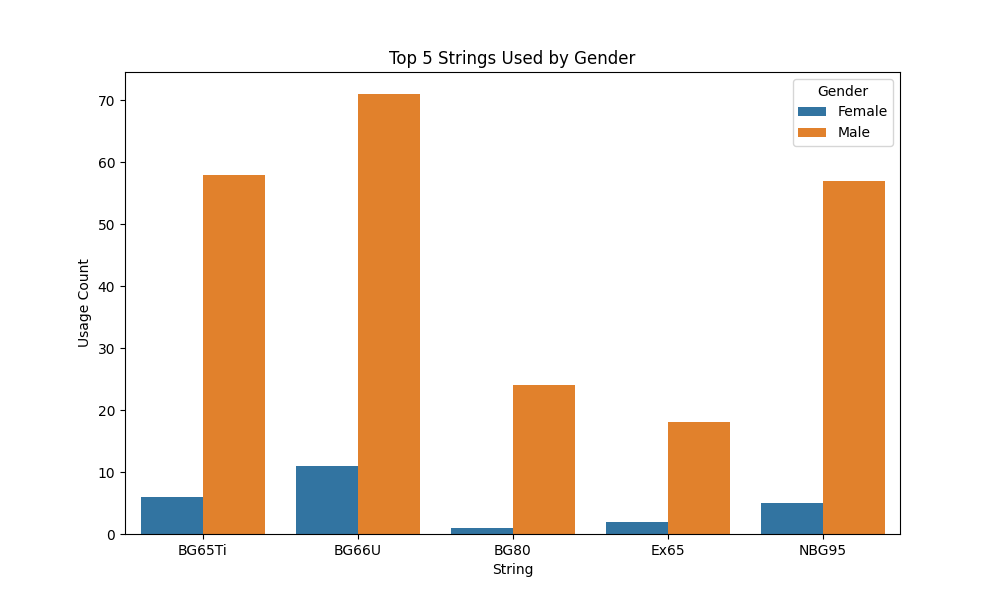 Top 5 Strings Used by Gender
Gender
Female
Male
Usage Count
70
60
50
40
30
20
10
0
BG65Ti BG66U BG80 Ex65 NBG95
String